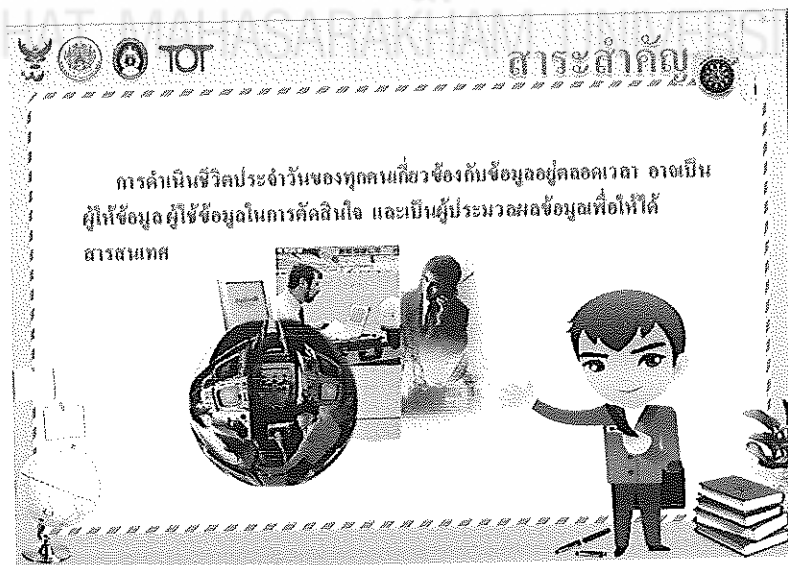 HAT MAHASARAKHAM UNIVERSI
TOT
สาระสำคัญ
การดำเนินชีวิตประจำวันของทุกคนเกี่ยวข้องกับข้อมูลอยู่ตลอดเวลา อาจเป็น
ผู้ให้ข้อมูล ผู้ใช้ข้อมูลในการตัดสินใจ และเป็นผู้ประมวลผลข้อมูลเพื่อให้ได้
สารสนเทศ